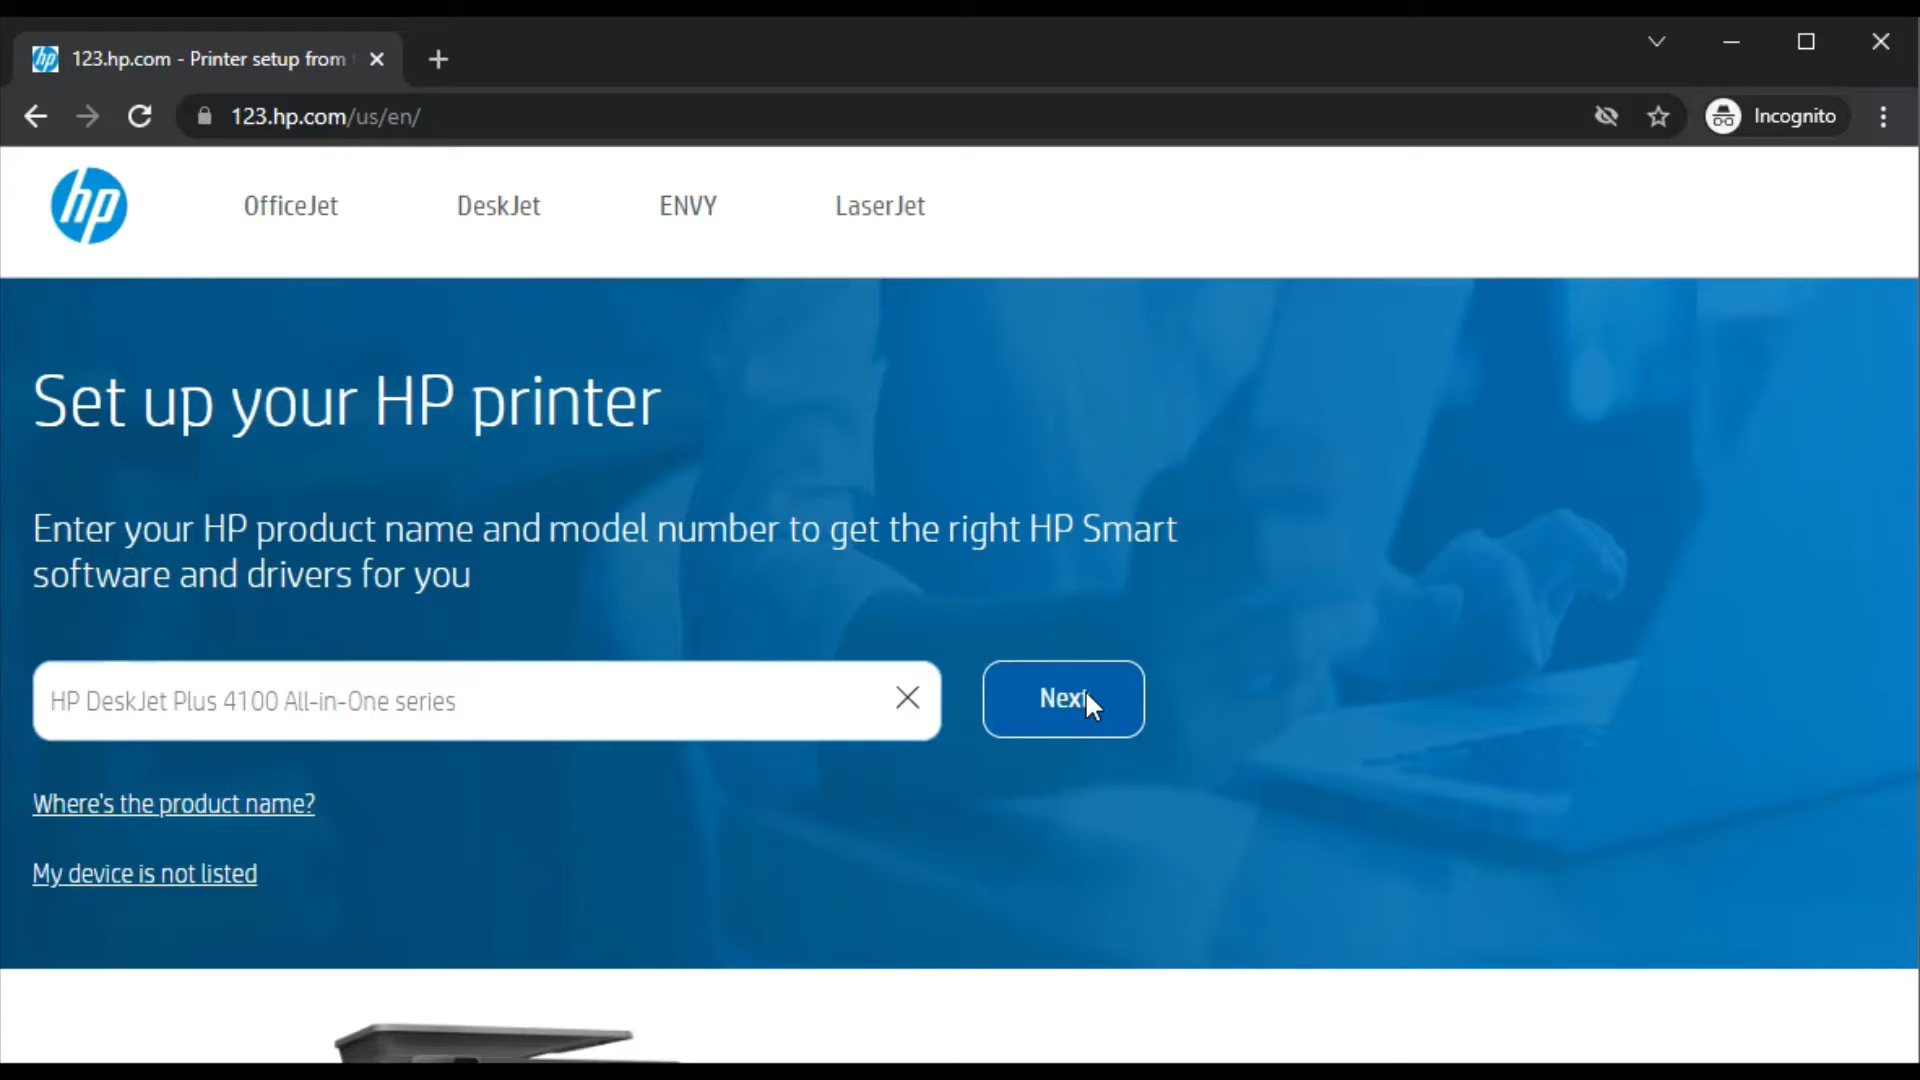 123.hp.com - Printer setup from
123.hp.com/us/en/
Incognito
hp
OfficeJet
DeskJet
ENVY
LaserJet
Set up your HP printer
Enter your HP product name and model number to get the right HP Smart
software and drivers for you
HP DeskJet Plus 4100 All-in-One series
Next
Where's the product name?
My device is not listed